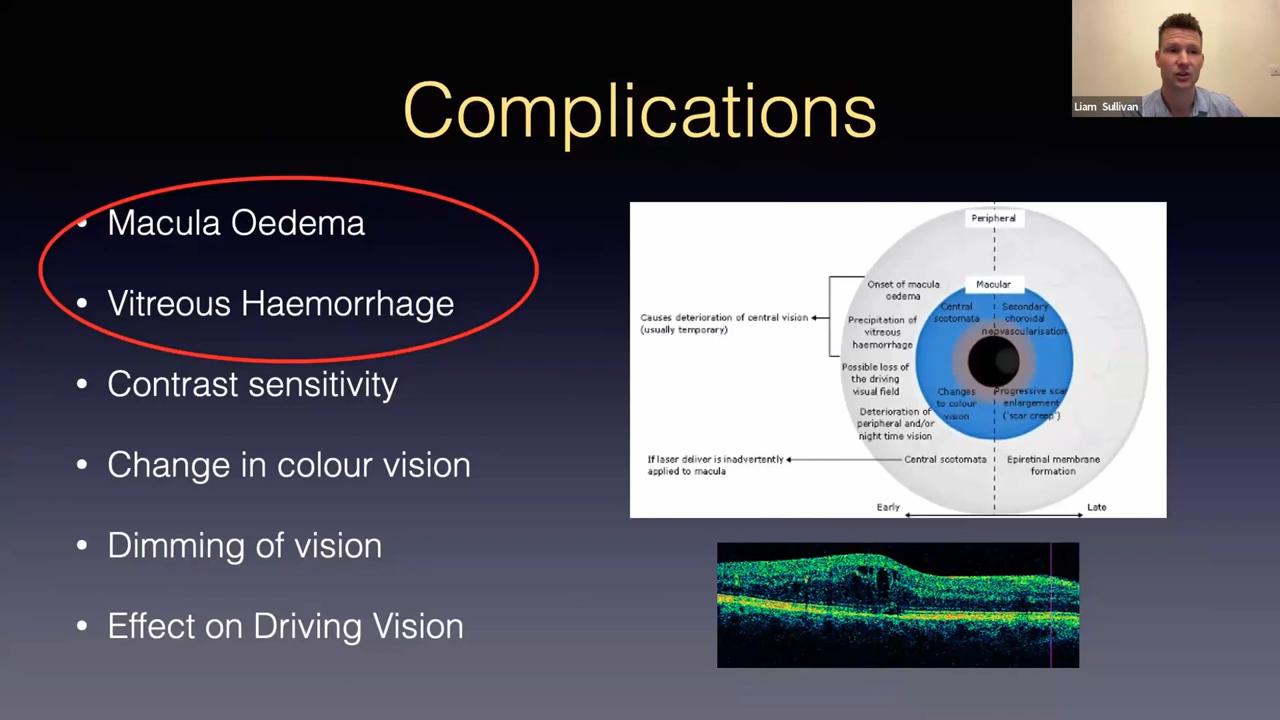 Complications
Liam Sullivan
• Macula Oedema
• Vitreous Haemorrhage
• Contrast sensitivity
• Change in colour vision
• Dimming of vision
• Effect on Driving Vision
Peripheral
Macular
Onset of macula
oedema
Central
scotomata
Secondary
choroidal
neovascularisation
Causes deterioration of central vision
(usually temporary)
Precipitation of
vitreous
haemorrhage
Possible loss of
the driving
visual field
Changes
to colour
vision
Progressive scar
enlargement
('scar creep')
Deterioration of
peripheral and/or
night time vision
If laser deliver is inadvertently
applied to macula
Central scotomata
Epiretinal membrane
formation
Early
Late